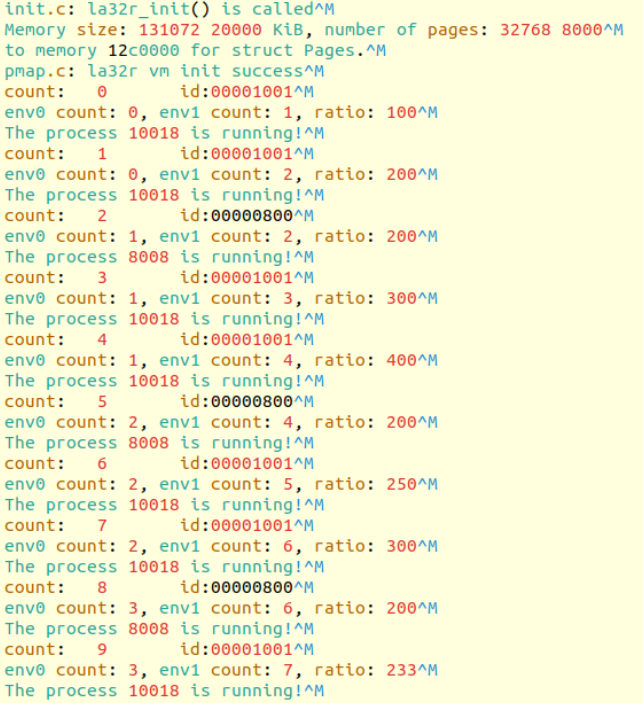 init.c: la32r_init() is called^M
Memory size: 131072 20000 KiB, number of pages: 32768 8000^M
to memory 12c0000 for struct Pages.^M
pmap.c: la32r vm init success^M
count:   0       id:00001001^M
env0 count: 0, env1 count: 1, ratio: 100^M
The process 10018 is running!^M
count:   1       id:00001001^M
env0 count: 0, env1 count: 2, ratio: 200^M
The process 10018 is running!^M
count:   2       id:00000800^M
env0 count: 1, env1 count: 2, ratio: 200^M
The process 8008 is running!^M
count:   3       id:00001001^M
env0 count: 1, env1 count: 3, ratio: 300^M
The process 10018 is running!^M
count:   4       id:00001001^M
env0 count: 1, env1 count: 4, ratio: 400^M
The process 10018 is running!^M
count:   5       id:00000800^M
env0 count: 2, env1 count: 4, ratio: 200^M
The process 8008 is running!^M
count:   6       id:00001001^M
env0 count: 2, env1 count: 5, ratio: 250^M
The process 10018 is running!^M
count:   7       id:00001001^M
env0 count: 2, env1 count: 6, ratio: 300^M
The process 10018 is running!^M
count:   8       id:00000800^M
env0 count: 3, env1 count: 6, ratio: 200^M
The process 8008 is running!^M
count:   9       id:00001001^M
env0 count: 3, env1 count: 7, ratio: 233^M
The process 10018 is running!^M